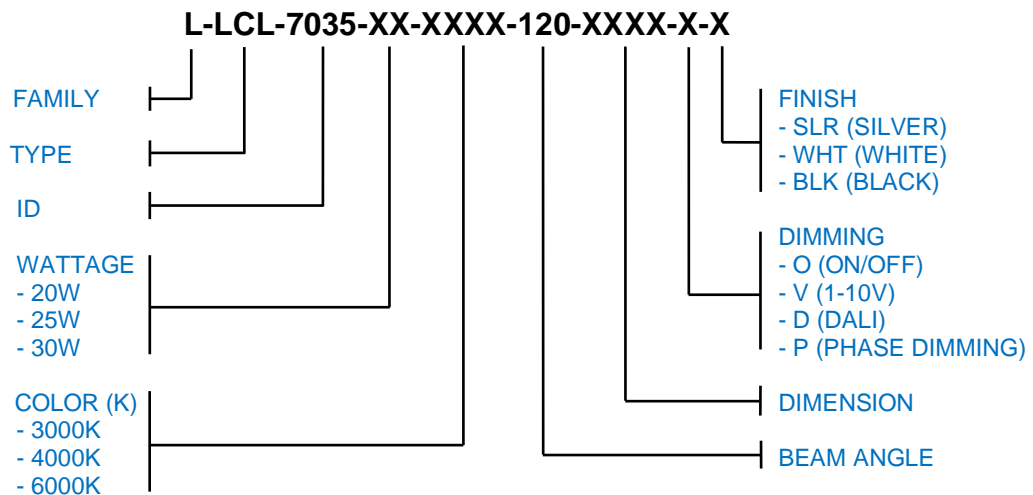 L-LCL-7035-XX-XXXX-120-XXXX-X-X
FAMILY
TYPE
ID
WATTAGE
- 20W
- 25W
- 30W
COLOR (K)
- 3000K
- 4000K
- 6000K
FINISH
- SLR (SILVER)
- WHT (WHITE)
- BLK (BLACK)
DIMMING
- O (ON/OFF)
- V (1-10V)
- D (DALI)
- P (PHASE DIMMING)
DIMENSION
BEAM ANGLE